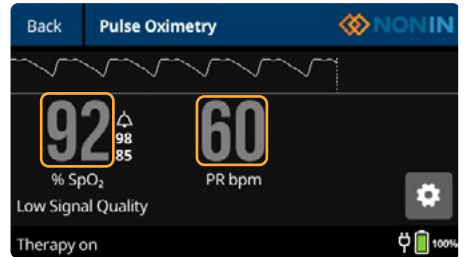 Back Pulse Oximetry NONIN
92 98 60
85
% SpO₂ PR bpm
Low Signal Quality
Therapy on 100%